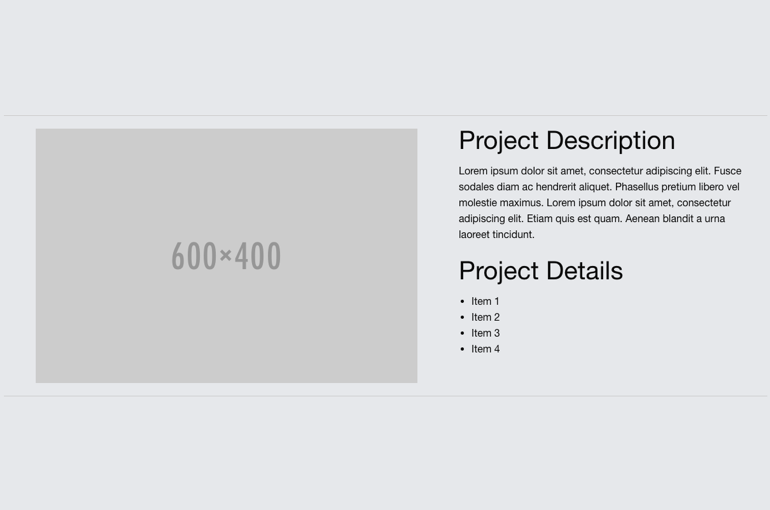 600×400
Project Description
Lorem ipsum dolor sit amet, consectetur adipiscing elit. Fusce
sodales diam ac hendrerit aliquet. Phasellus pretium libero vel
molestie maximus. Lorem ipsum dolor sit amet, consectetur
adipiscing elit. Etiam quis est quam. Aenean blandit a urna
laoreet tincidunt.
Project Details
• Item 1
• Item 2
• Item 3
• Item 4